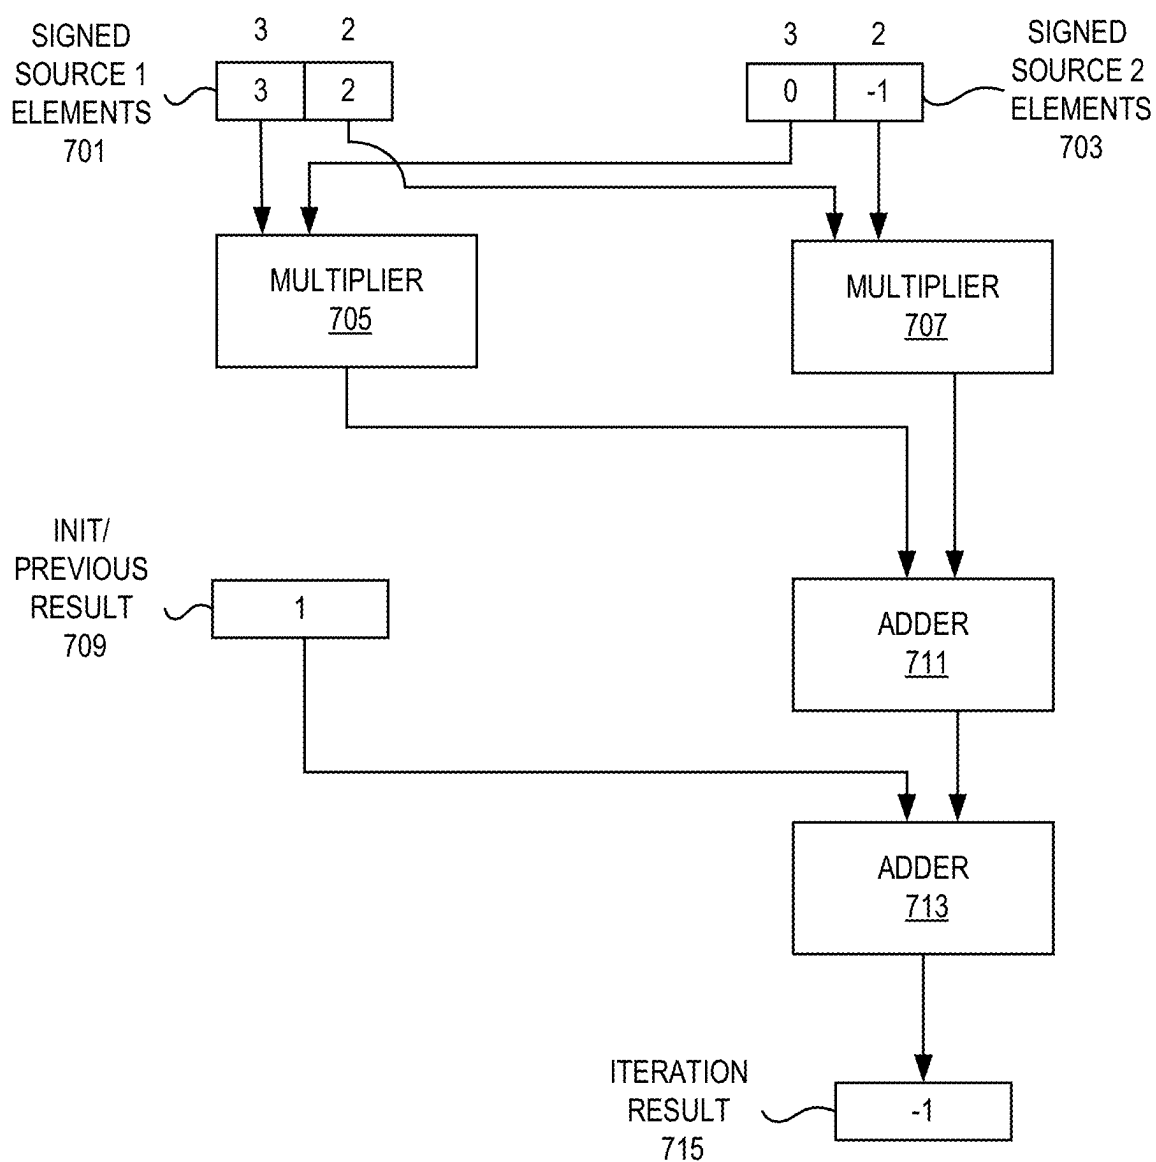 SIGNED
SOURCE 1
ELEMENTS
701
3 2
3 2
3 2
0 -1
SIGNED
SOURCE 2
ELEMENTS
703
MULTIPLIER
705
MULTIPLIER
707
INIT/
PREVIOUS
RESULT
709
1
ADDER
711
ADDER
713
ITERATION
RESULT
715
-1